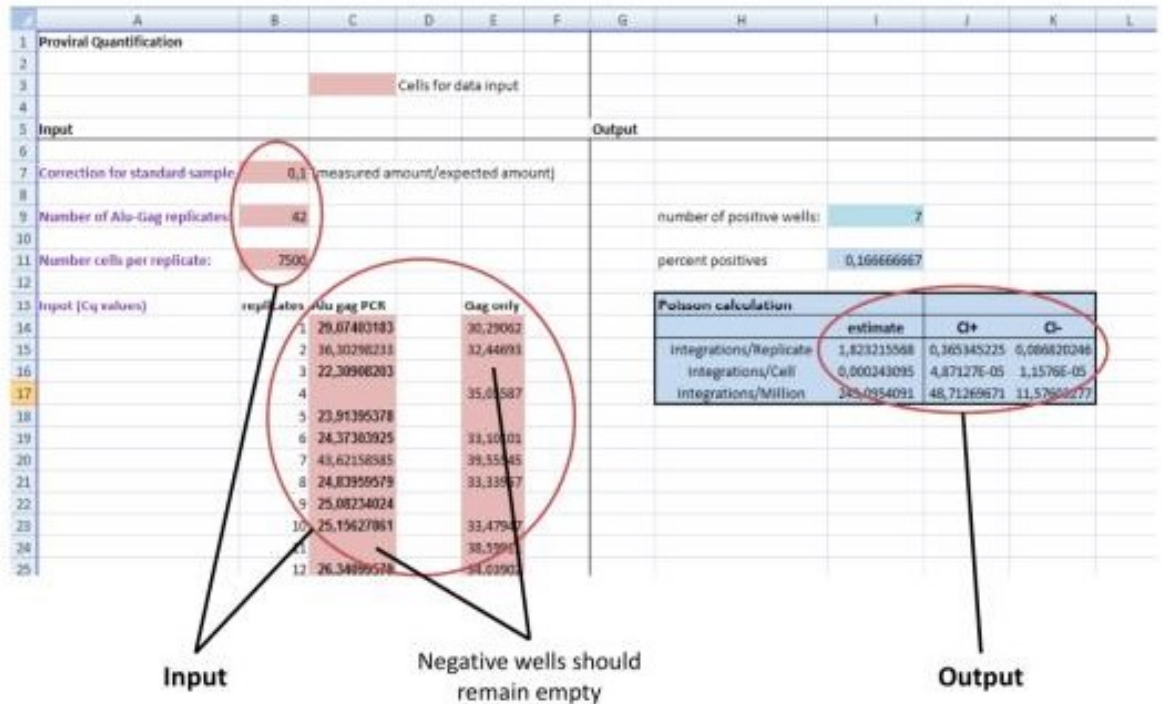 A B C D E F G H I J K L
1 Proviral Quantification
2
3 Cells for data input
4
5 Input Output
6
7 Correction for standard sample 0,1 (measured amount/expected amount)
8
9 Number of Alu-Gag replicates: 42 number of positive wells: 7
10
11 Number cells per replicate: 7500 percent positives 0,166666667
12
13 Input (Cq values) replicates Alu gag PCR Gag only Poisson calculation
14 1 29,07403183 30,29062 estimate CI+ CI-
15 2 36,30298233 32,44693 Integrations/Replicate 1,823215568 0,365345225 0,086820246
16 3 22,30908203 Integrations/Cell 0,000243095 4,87127E-05 1,1576E-05
17 4 Integrations/Million 48,71269671
18 5 23,91395378
19 6 24,37303925
20 7 43,62158585
21 8 24,83959579
22 9 25,08234024
23 10 25,15627861
24 11
25 12
Input
Negative wells should
remain empty
Output